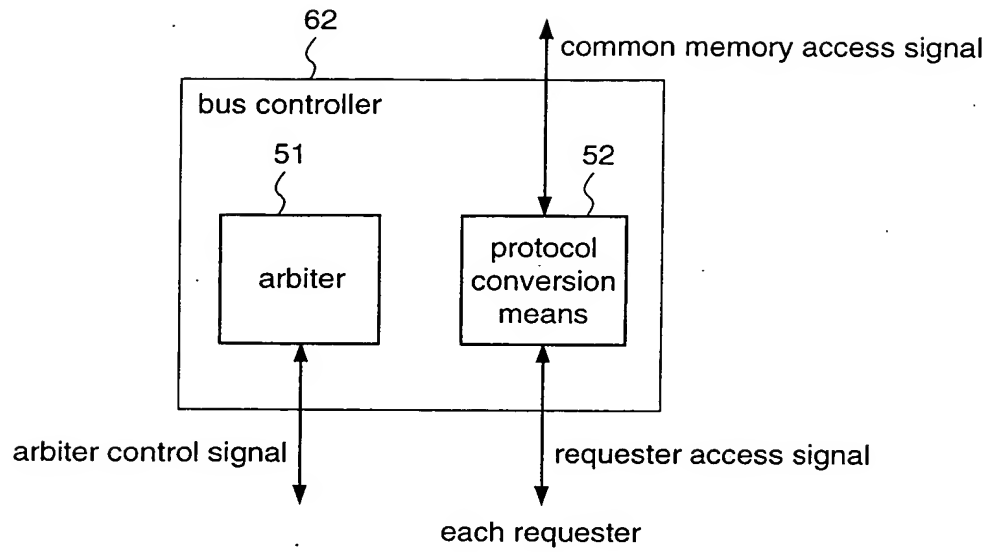 62
common memory access signal
bus controller
51
52
arbiter
protocol
conversion
means
arbiter control signal
requester access signal
each requester